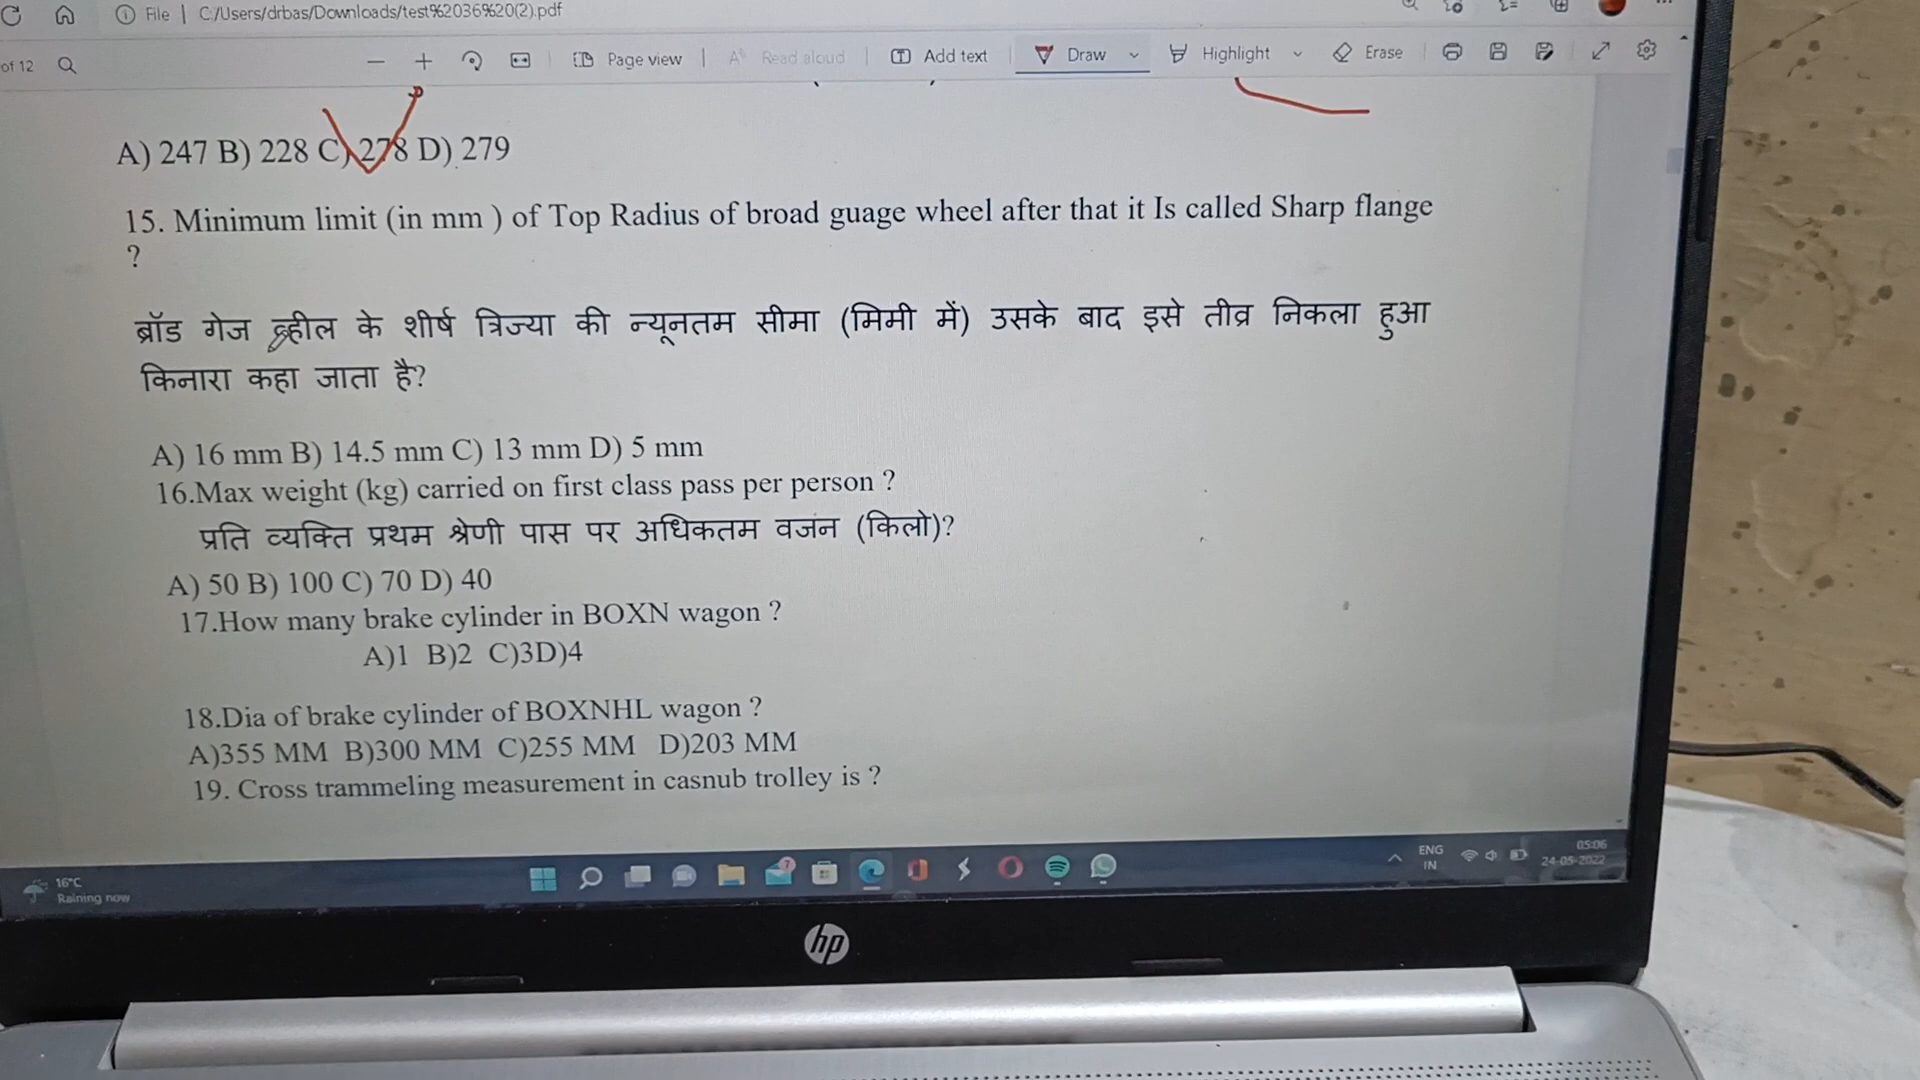 File | C:/Users/drbas/Downloads/test%2036%20(2).pdf
of 12 Page view | Read aloud | Add text Draw Highlight Erase
A) 247 B) 228 C) 278 D) 279
15. Minimum limit (in mm ) of Top Radius of broad guage wheel after that it Is called Sharp flange
?
ब्रॉड गेज व्हील के शीर्ष त्रिज्या की न्यूनतम सीमा (मिमी में) उसके बाद इसे तीव्र निकला हुआ
किनारा कहा जाता है?
A) 16 mm B) 14.5 mm C) 13 mm D) 5 mm
16.Max weight (kg) carried on first class pass per person ?
प्रति व्यक्ति प्रथम श्रेणी पास पर अधिकतम वजन (किलो)?
A) 50 B) 100 C) 70 D) 40
17.How many brake cylinder in BOXN wagon ?
A)1 B)2 C)3D)4
18.Dia of brake cylinder of BOXNHL wagon ?
A)355 MM B)300 MM C)255 MM D)203 MM
19. Cross trammeling measurement in casnub trolley is ?
16°C
Raining now
7
ENG
IN
05:06
24-05-2022
hp